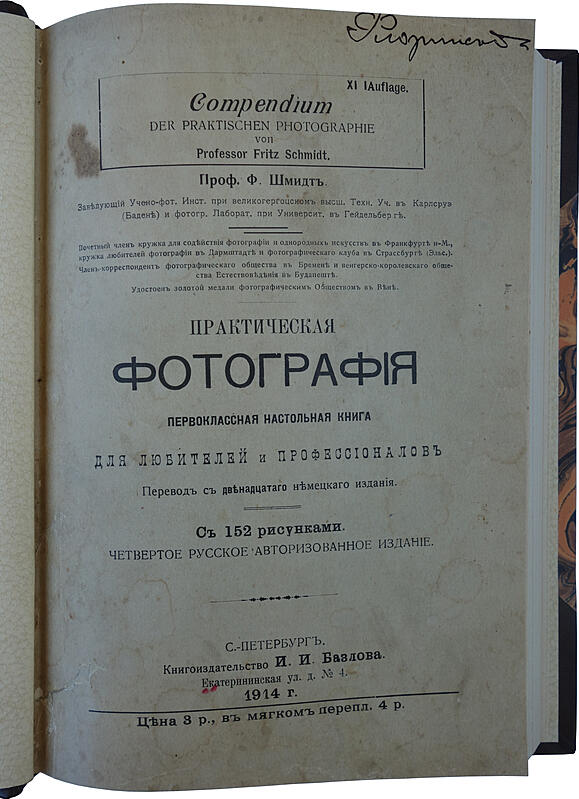 XI IAuflage.
Compendium
DER PRAKTISCHEN PHOTOGRAPHIE
von
Professor Fritz Schmidt.
Проф. Ф. Шмидтъ.
Завѣдующій Учено-фот. Инст. при великогерцогскомъ высш. Техн. Уч. въ Карлсруэ
(Баденѣ) и фотогр. Лаборат. при Университ. въ Гейдельбергѣ.
Почетный членъ кружка для содѣйствія фотографіи и однородныхъ искусствъ въ Франкфуртѣ н-М.,
кружка любителей фотографіи въ Дармштадтѣ и фотографическаго клуба въ Страссбургѣ (Эльс.).
Членъ-корреспондентъ фотографическаго общества въ Бременѣ и венгерско-королевскаго обще-
ства Естествовѣдѣнія въ Будапештѣ.
Удостоен золотой медали фотографическимъ Обществомъ въ Вѣнѣ.
ПРАКТИЧЕСКАЯ
ФОТОГРАФІЯ
ПЕРВОКЛАССНАЯ НАСТОЛЬНАЯ КНИГА
ДЛЯ ЛЮБИТЕЛЕЙ и ПРОФЕССІОНАЛОВЪ
Переводъ съ двѣнадцатаго нѣмецкаго изданія.
Съ 152 рисунками.
ЧЕТВЕРТОЕ РУССКОЕ АВТОРИЗОВАННОЕ ИЗДАНІЕ.
С.-ПЕТЕРБУРГЪ.
Книгоиздательство И. И. Базлова.
Екатерининская ул. д. № 4.
1914 г.
Цѣна 3 р., въ мягкомъ перепл. 4 р.